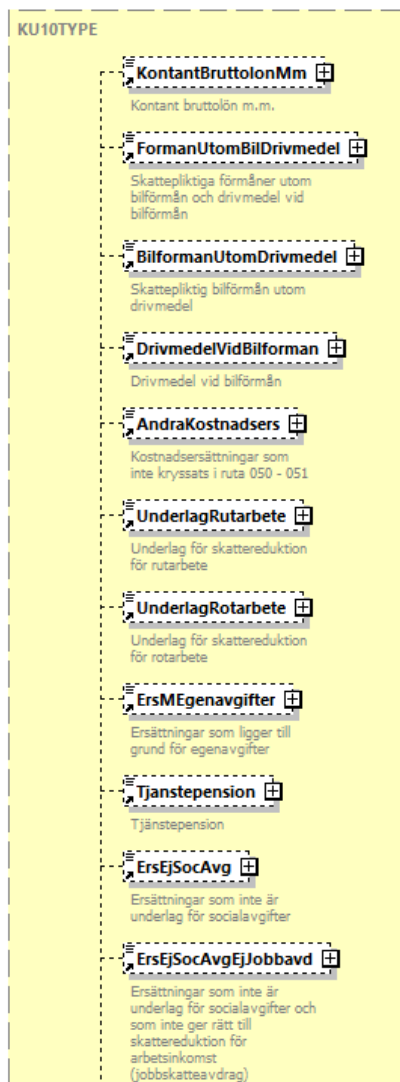 KU10TYPE
KontantBruttolonMm
Kontant bruttolön m.m.
FormanUtomBilDrivmedel
Skattepliktiga förmåner utom
bilförmån och drivmedel vid
bilförmån
BilformanUtomDrivmedel
Skattepliktig bilförmån utom
drivmedel
DrivmedelVidBilforman
Drivmedel vid bilförmån
AndraKostnadsers
Kostnadsersättningar som
inte kryssats i ruta 050 - 051
UnderlagRutarbete
Underlag för skattereduktion
för rutarbete
UnderlagRotarbete
Underlag för skattereduktion
för rotarbete
ErsMEgenavgifter
Ersättningar som ligger till
grund för egenavgifter
Tjanstepension
Tjänstepension
ErsEjSocAvg
Ersättningar som inte är
underlag för socialavgifter
ErsEjSocAvgEjJobbavd
Ersättningar som inte är
underlag för socialavgifter och
som inte ger rätt till
skattereduktion för
arbetsinkomst
(jobbskatteavdrag)